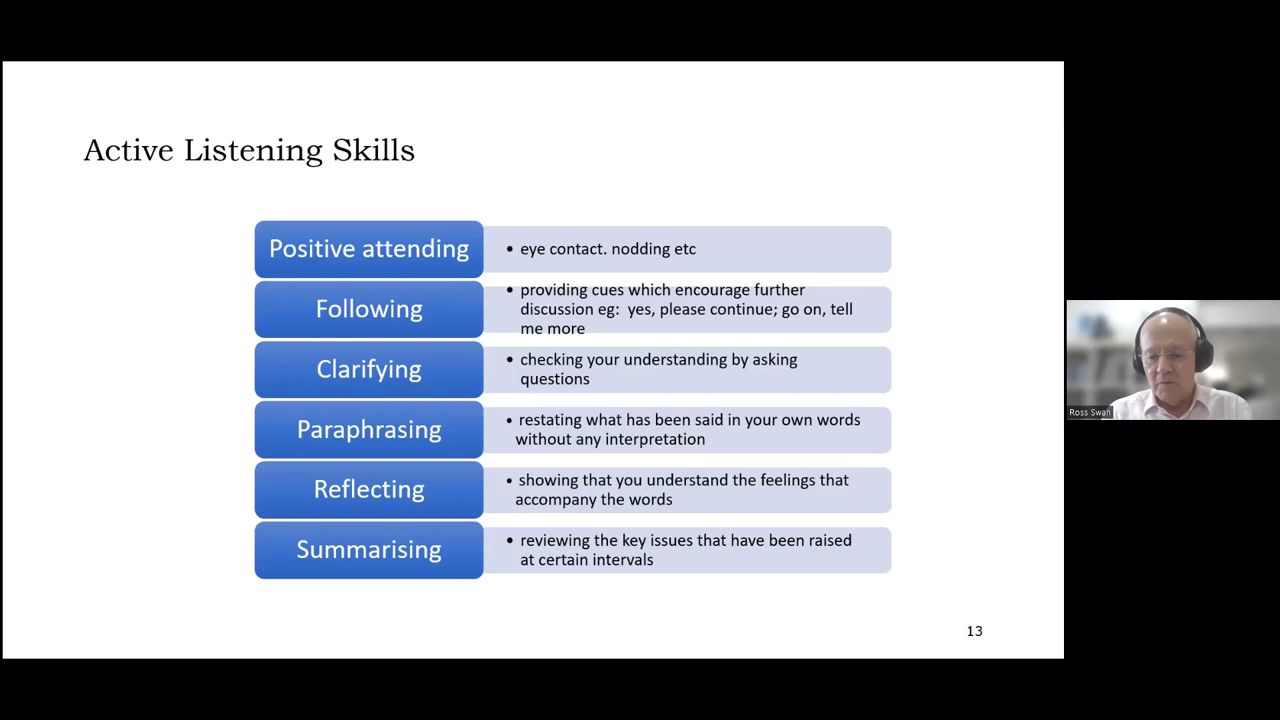 Active Listening Skills
Positive attending
• eye contact. nodding etc
Following
• providing cues which encourage further
discussion eg:  yes, please continue; go on, tell
me more
Clarifying
• checking your understanding by asking
questions
Paraphrasing
• restating what has been said in your own words
without any interpretation
Reflecting
• showing that you understand the feelings that
accompany the words
Summarising
• reviewing the key issues that have been raised
at certain intervals
13
Ross Swan